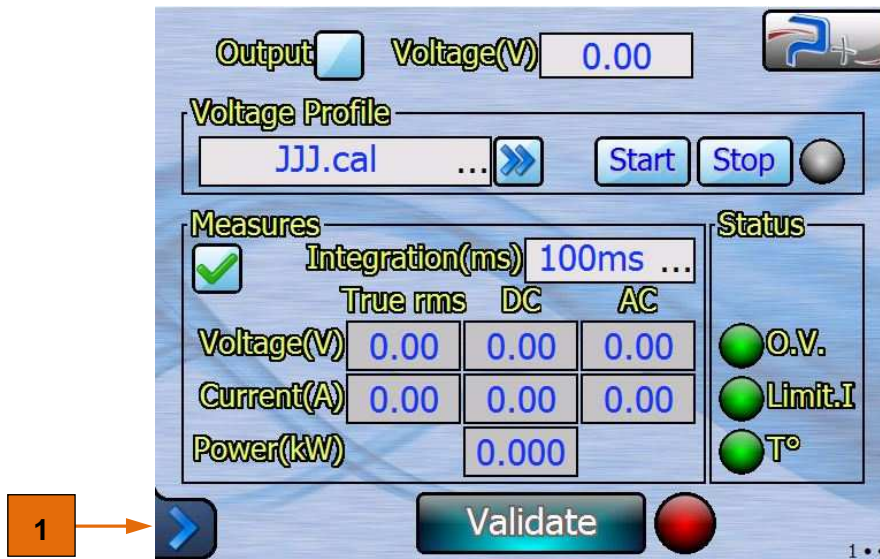 Output Voltage(V) 0.00
Voltage Profile
JJJ.cal ... Start Stop
Measures Status
Integration(ms) 100ms ...
True rms DC AC
Voltage(V) 0.00 0.00 0.00 O.V.
Current(A) 0.00 0.00 0.00 Limit.I
Power(kW) 0.000 T°
1 Validate
1•